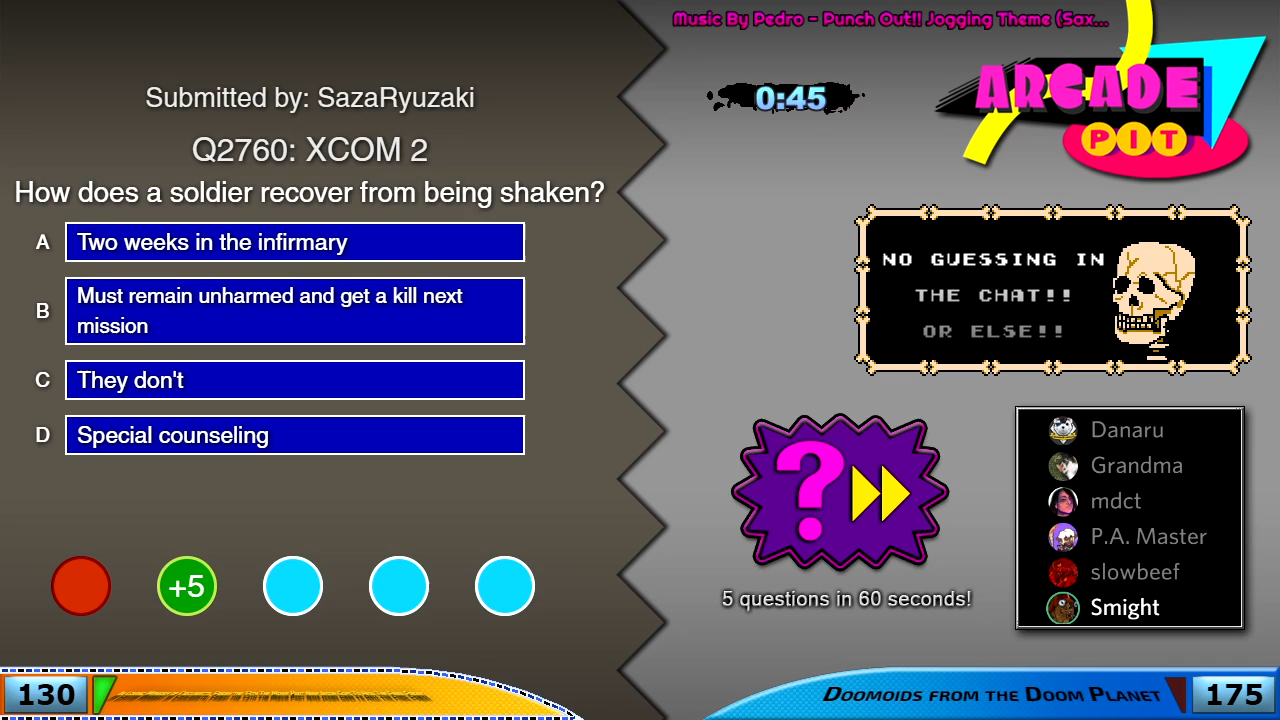 Music By Pedro - Punch Out!! Jogging Theme (Sax...
Submitted by: SazaRyuzaki
0:45
ARCADE
PIT
Q2760: XCOM 2
How does a soldier recover from being shaken?
A Two weeks in the infirmary
B Must remain unharmed and get a kill next
mission
C They don't
D Special counseling
NO GUESSING IN
THE CHAT!!
OR ELSE!!
?
5 questions in 60 seconds!
Danaru
Grandma
mdct
P.A. Master
slowbeef
Smight
+5
130
Doomoids from the Doom Planet
175